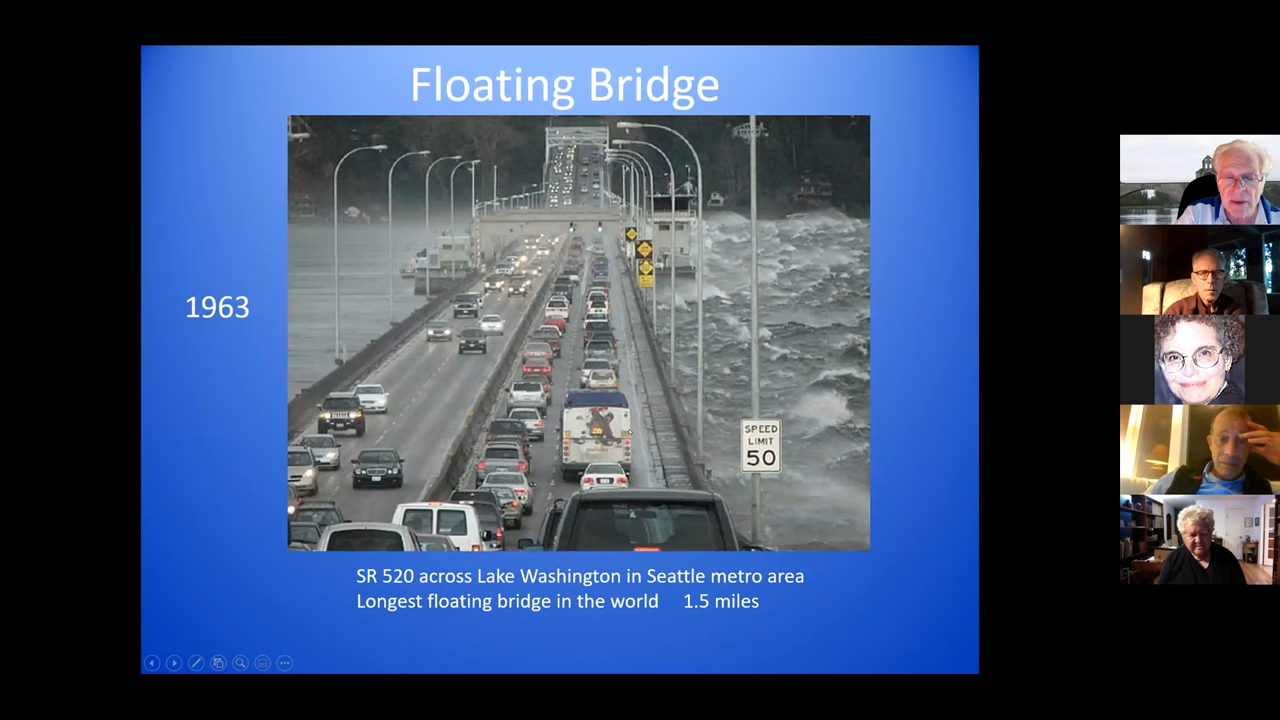 Floating Bridge
1963
SPEED
LIMIT
50
SR 520 across Lake Washington in Seattle metro area
Longest floating bridge in the world 1.5 miles